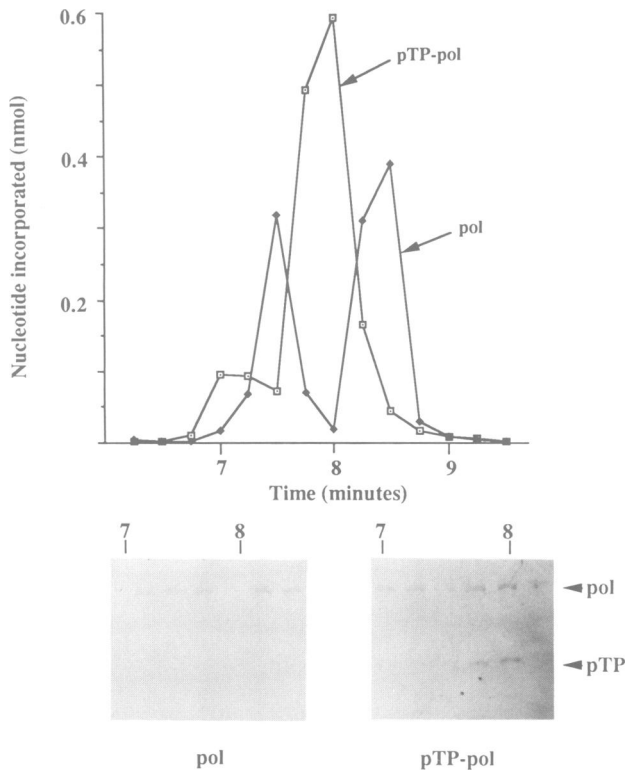 0.6
pTP-pol
0.4
pol
0.2
Nucleotide incorporated (nmol)
7 8 9
Time (minutes)
7 8 7 8
pol
pTP
pol pTP-pol